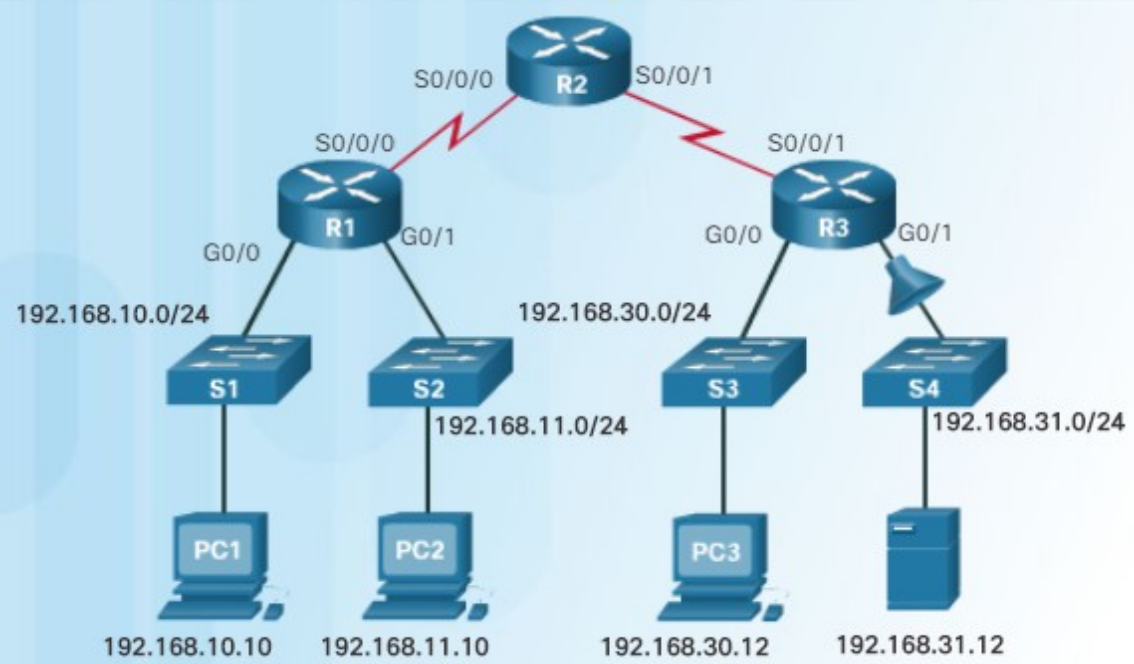 R2
S0/0/0
S0/0/1
S0/0/0
S0/0/1
R1
R3
G0/0
G0/1
G0/0
G0/1
192.168.10.0/24
192.168.30.0/24
S1
S2
S3
S4
192.168.11.0/24
192.168.31.0/24
PC1
PC2
PC3
192.168.10.10
192.168.11.10
192.168.30.12
192.168.31.12